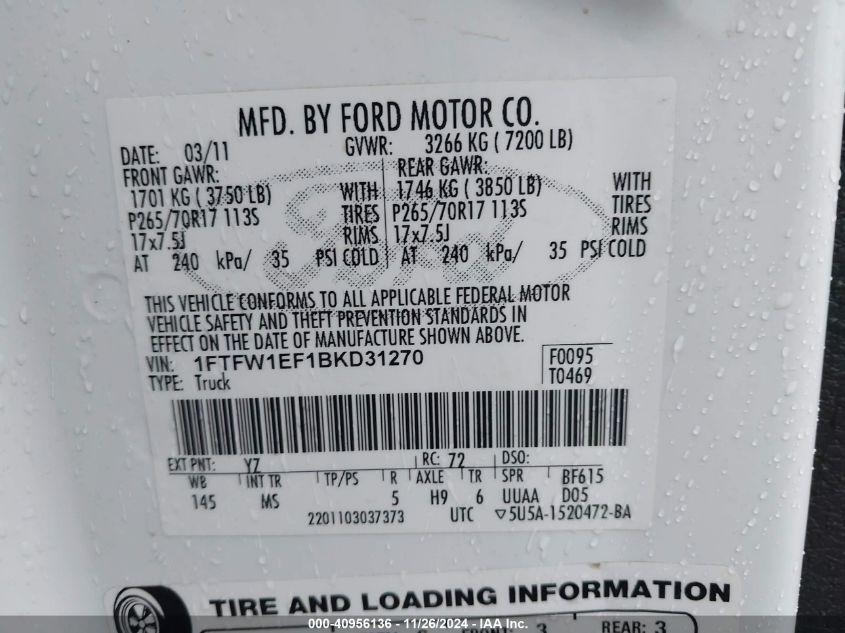 MFD. BY FORD MOTOR CO.
DATE: 03/11 GVWR: 3266 KG ( 7200 LB)
FRONT GAWR: REAR GAWR:
1701 KG ( 3750 LB) WITH 1746 KG ( 3850 LB) WITH
P265/70R17 113S TIRES P265/70R17 113S TIRES
17x7.5J RIMS 17x7.5J RIMS
AT 240 kPa/ 35 PSI COLD AT 240 kPa/ 35 PSI COLD
THIS VEHICLE CONFORMS TO ALL APPLICABLE FEDERAL MOTOR
VEHICLE SAFETY AND THEFT PREVENTION STANDARDS IN
EFFECT ON THE DATE OF MANUFACTURE SHOWN ABOVE.
VIN: 1FTFW1EF1BKD31270 F0095
TYPE: Truck T0469
EXT PNT: YZ RC: 72 DSO:
WB INT TR TP/PS R AXLE TR SPR BF615
145 MS 5 H9 6 UUAA D05
2201103037373 UTC ▽5U5A-1520472-BA
TIRE AND LOADING INFORMATION
FRONT: 3 REAR: 3
000-40956136 - 11/26/2024 - IAA Inc.